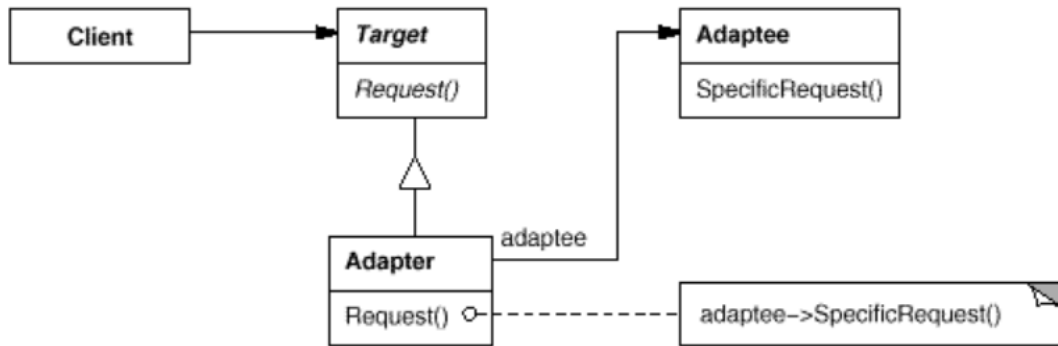 Client
Target
Request()
Adaptee
SpecificRequest()
adaptee
Adapter
Request()
adaptee->SpecificRequest()